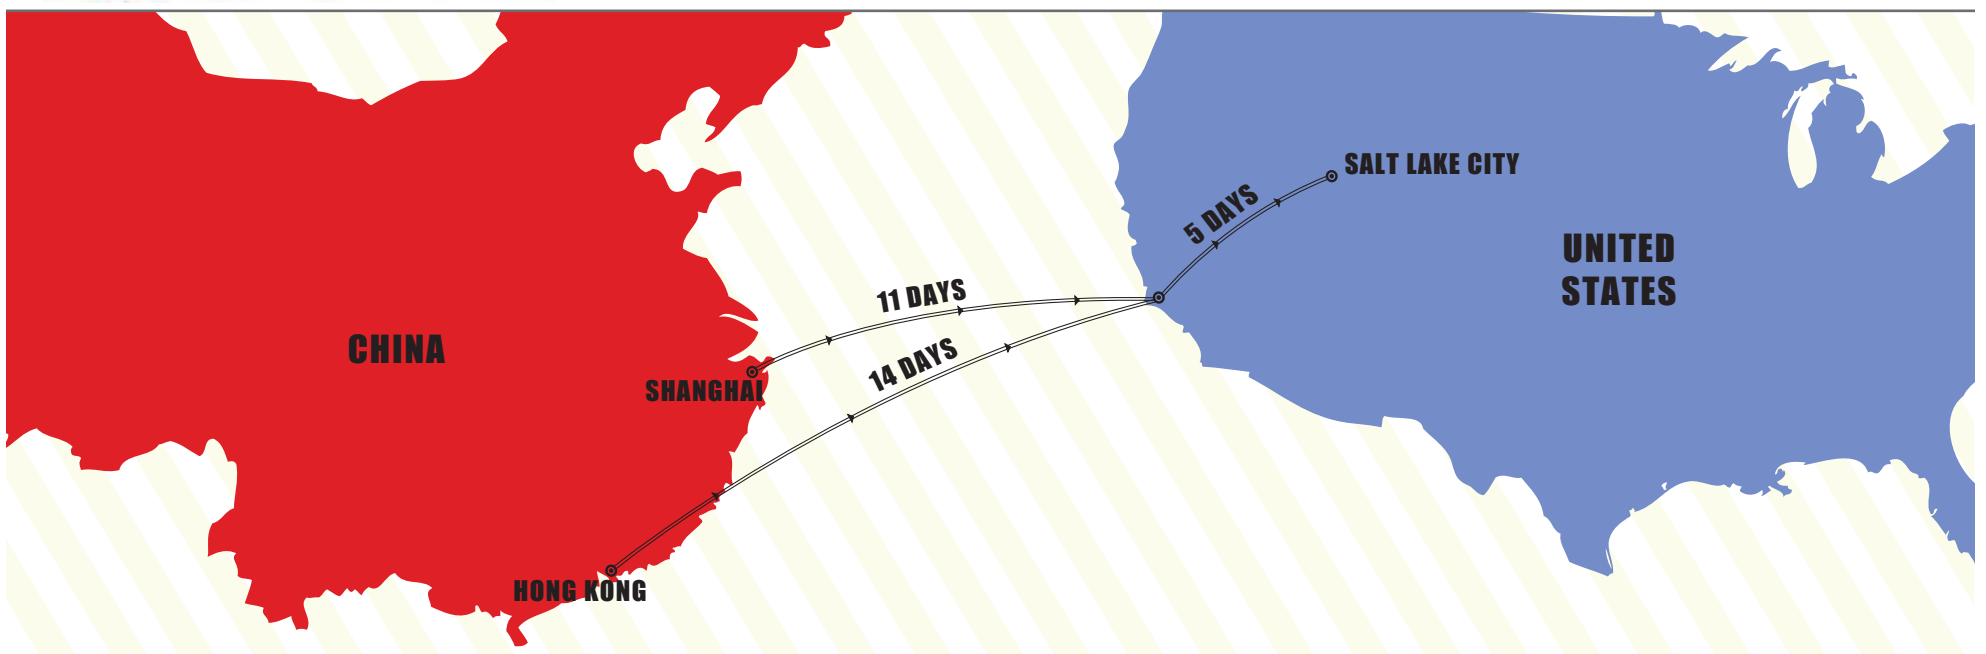 SALT LAKE CITY
5 DAYS
UNITED
STATES
11 DAYS
CHINA
14 DAYS
SHANGHAI
HONG KONG